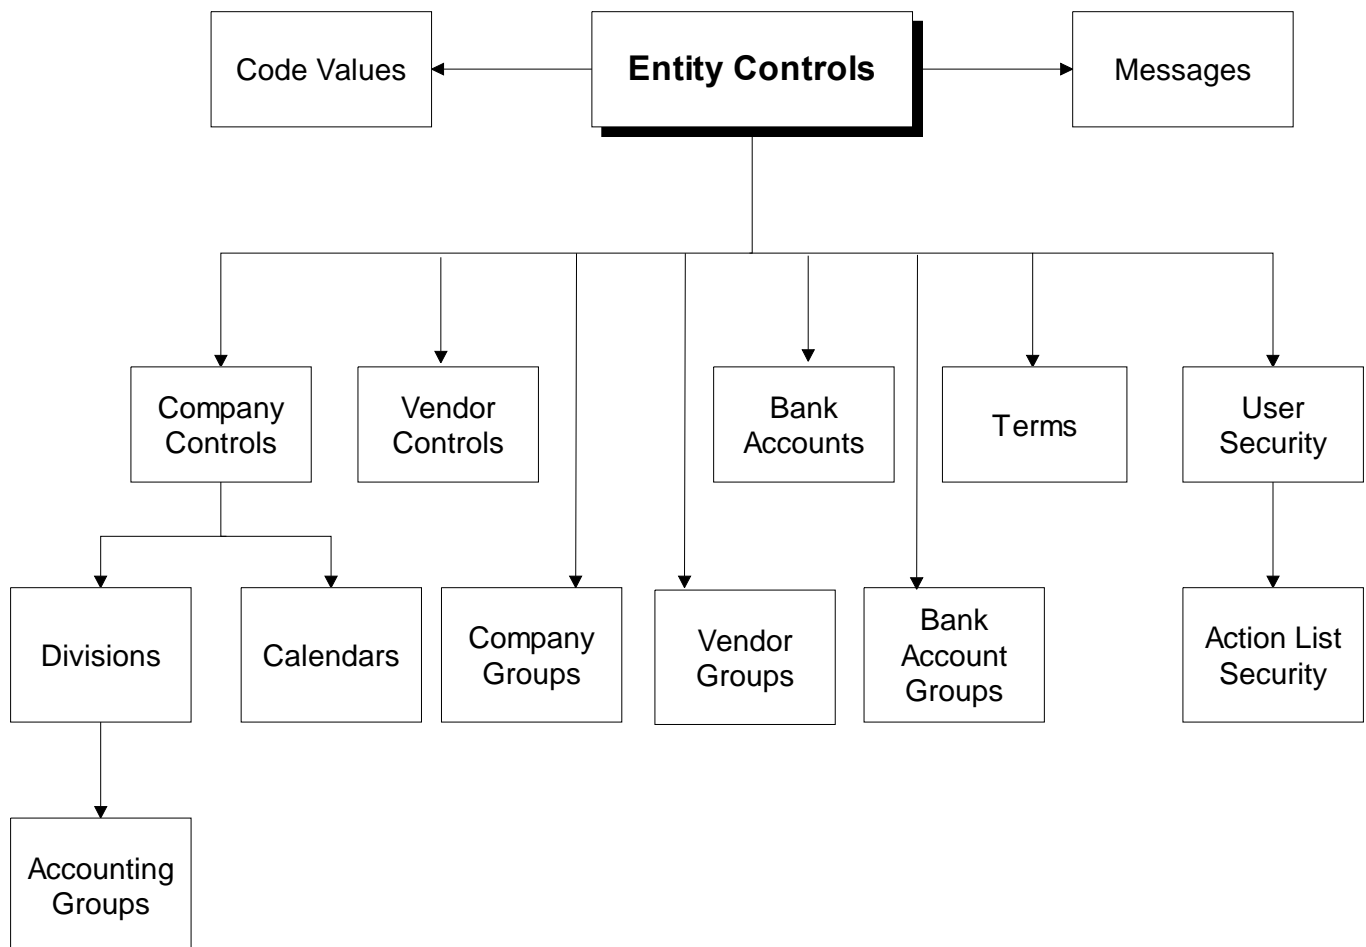 Code Values
Entity Controls
Messages
Company
Controls
Vendor
Controls
Bank
Accounts
Terms
User
Security
Divisions
Calendars
Company
Groups
Vendor
Groups
Bank
Account
Groups
Action List
Security
Accounting
Groups